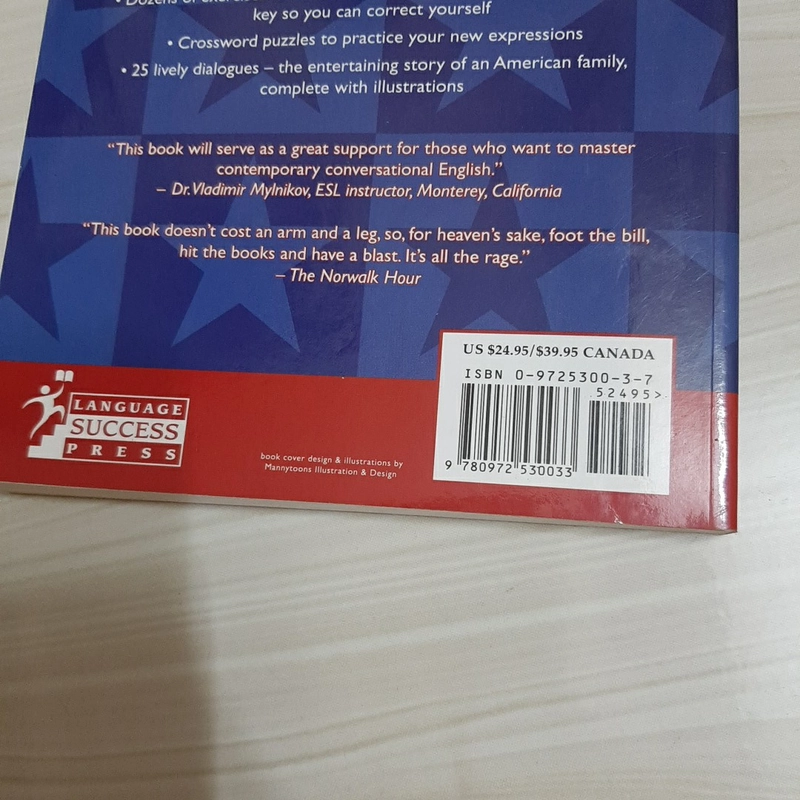 key so you can correct yourself
• Crossword puzzles to practice your new expressions
• 25 lively dialogues – the entertaining story of an American family,
complete with illustrations
“This book will serve as a great support for those who want to master
contemporary conversational English.”
– Dr. Vladimir Mylnikov, ESL instructor, Monterey, California
“This book doesn’t cost an arm and a leg, so, for heaven’s sake, foot the bill,
hit the books and have a blast. It’s all the rage.”
– The Norwalk Hour
LANGUAGE
SUCCESS
PRESS
book cover design & illustrations by
Mannytoons Illustration & Design
US $24.95/$39.95 CANADA
ISBN 0-9725300-3-7
52495>
9 780972 530033